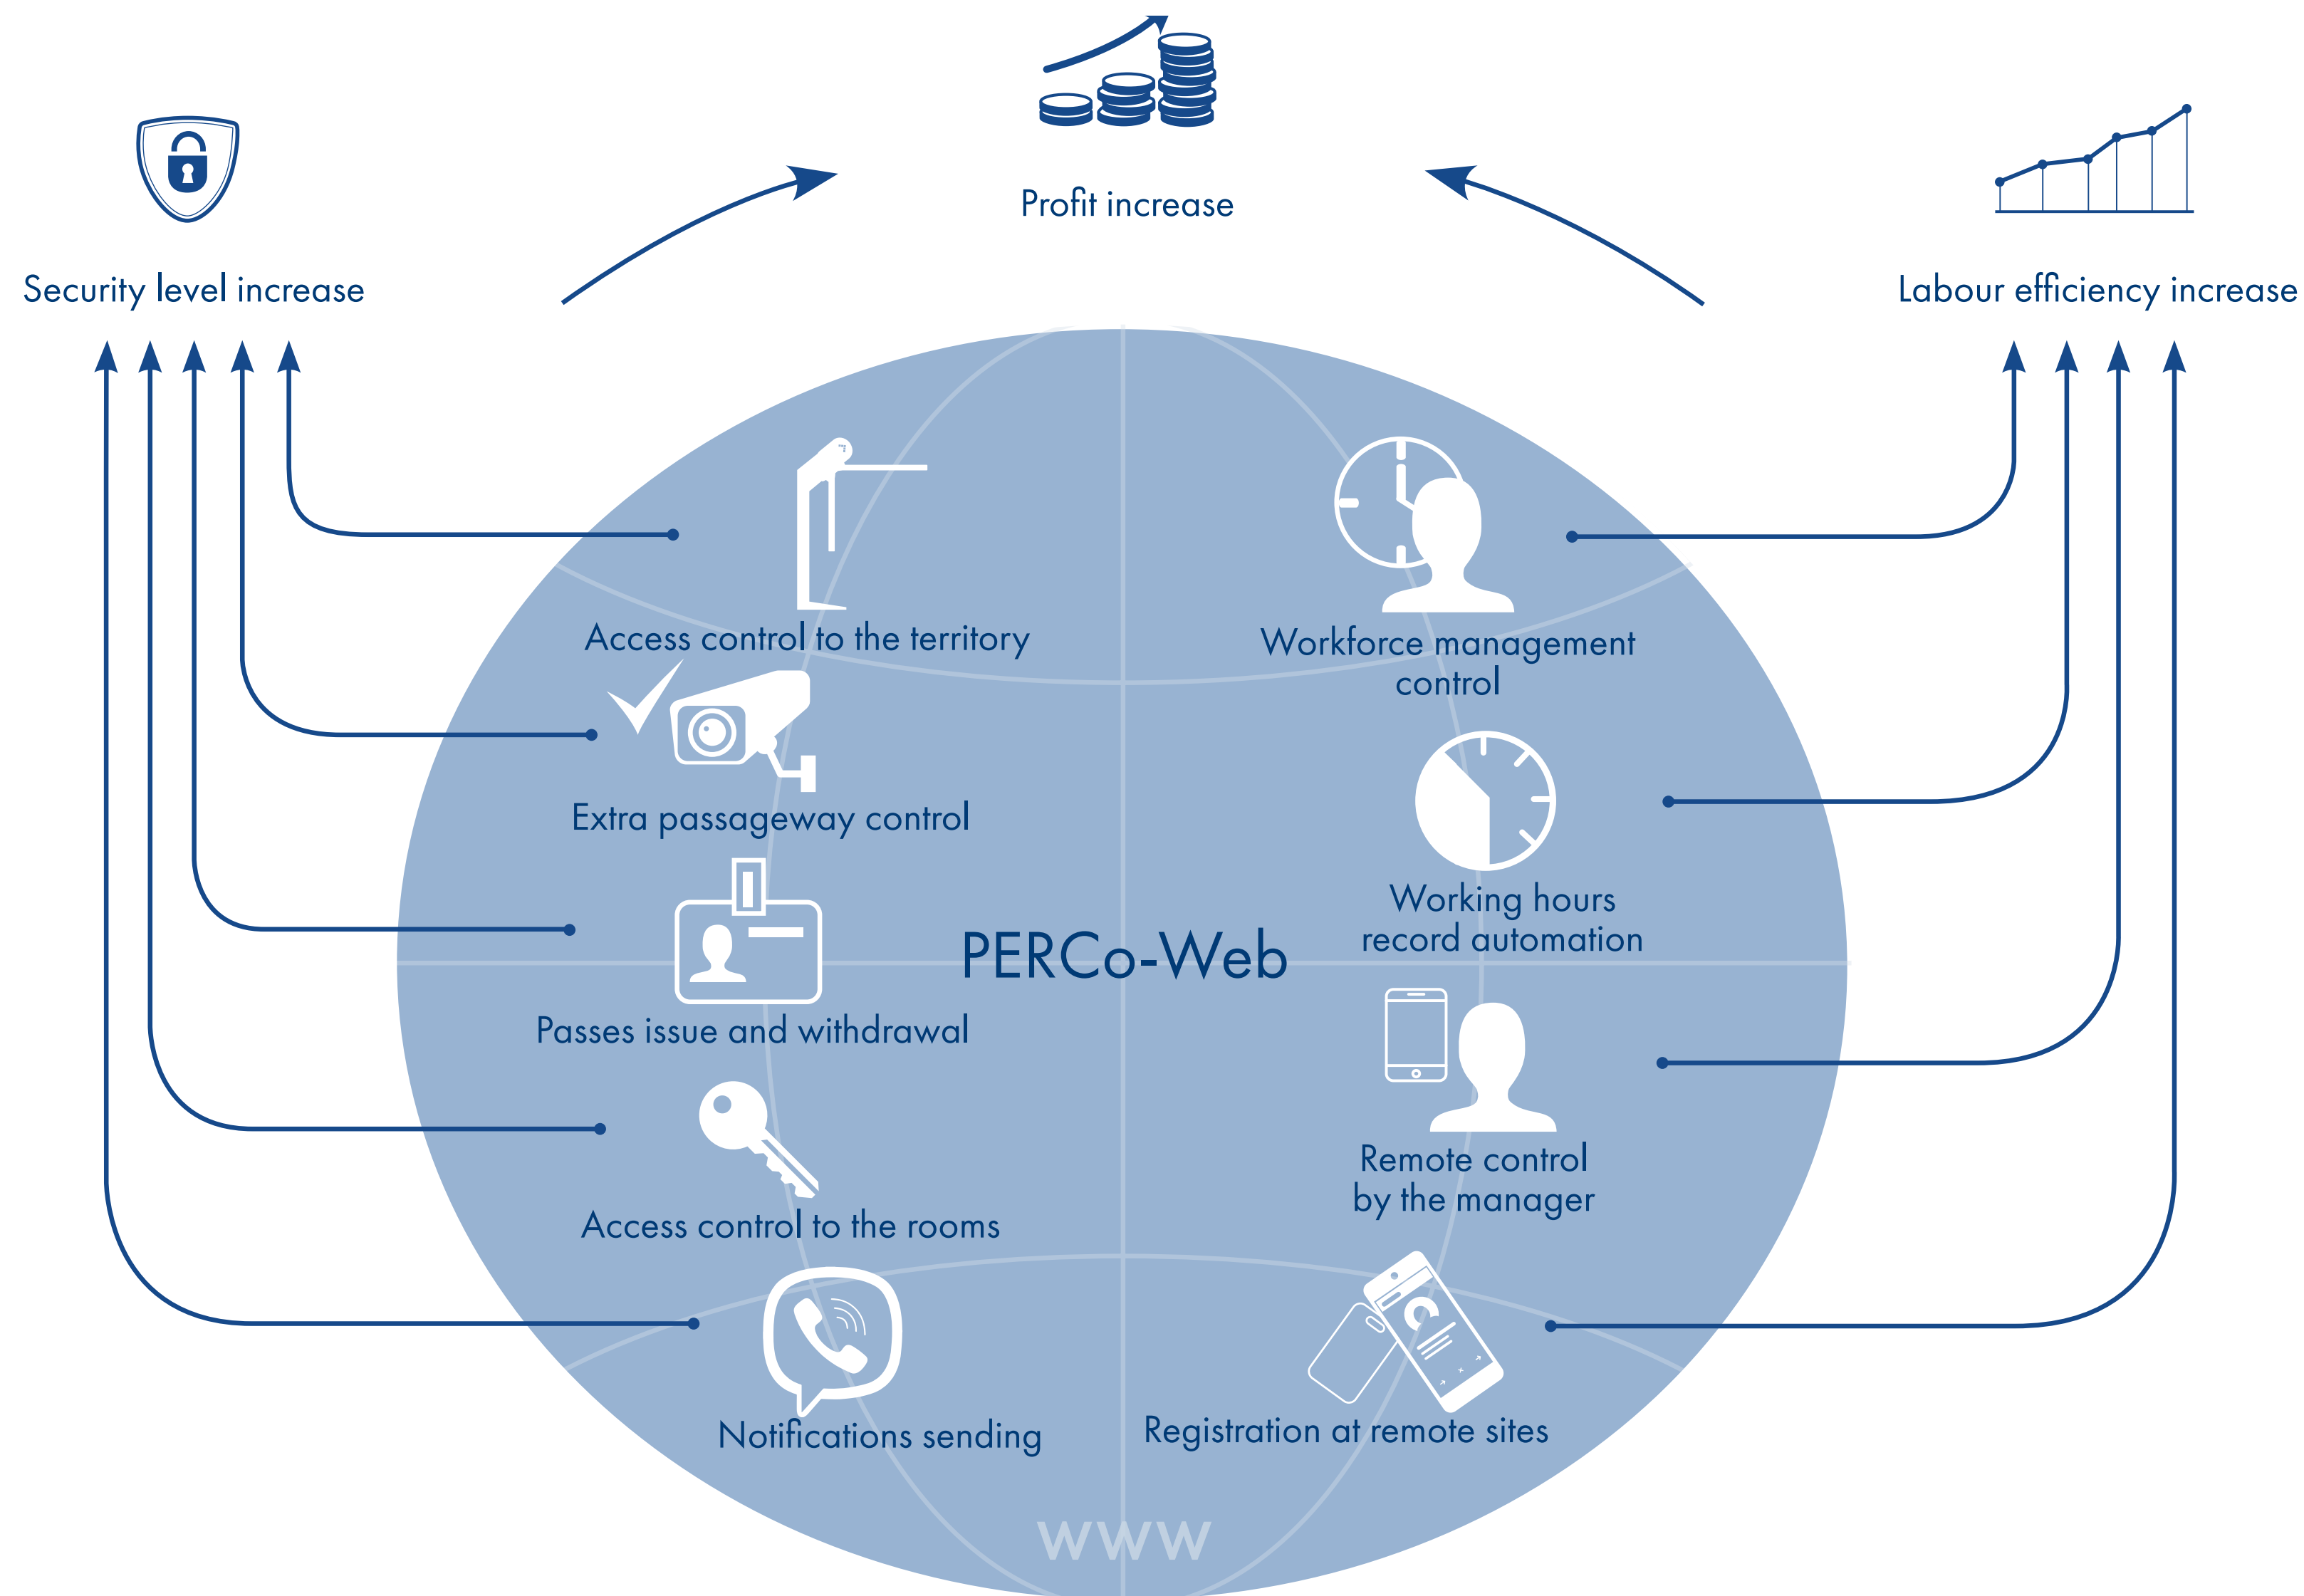 Profit increase
Security level increase
Labour efficiency increase
Access control to the territory
Workforce management
control
Extra passageway control
Working hours
record automation
PERCo-Web
Passes issue and withdrawal
Remote control
by the manager
Access control to the rooms
Notifications sending
Registration at remote sites
www